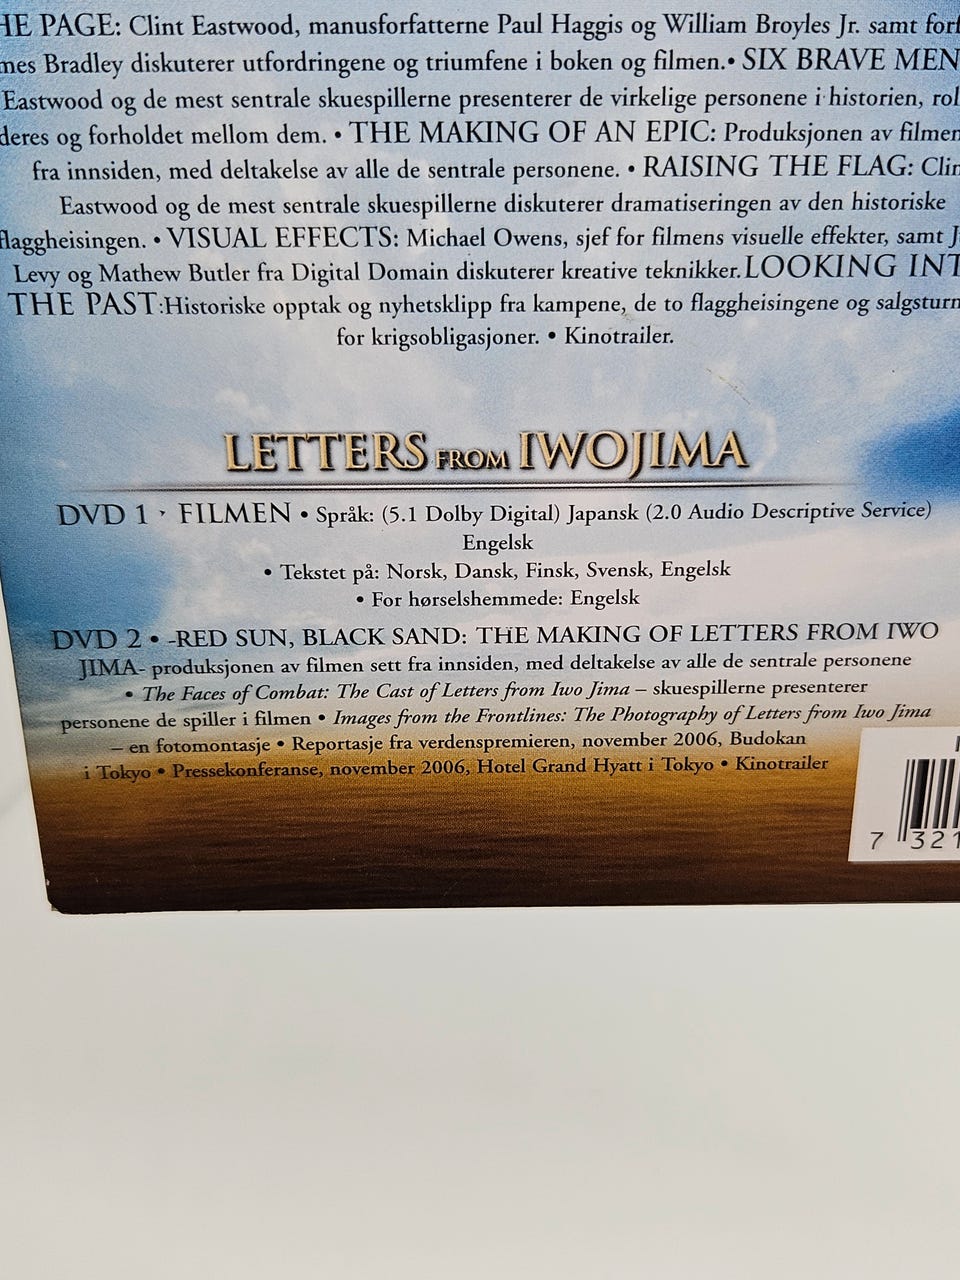 HE PAGE: Clint Eastwood, manusforfatterne Paul Haggis og William Broyles Jr. samt forf
mes Bradley diskuterer utfordringene og triumfene i boken og filmen.• SIX BRAVE MEN
Eastwood og de mest sentrale skuespillerne presenterer de virkelige personene i historien, rol
deres og forholdet mellom dem. • THE MAKING OF AN EPIC: Produksjonen av filmen
fra innsiden, med deltakelse av alle de sentrale personene. • RAISING THE FLAG: Clin
Eastwood og de mest sentrale skuespillerne diskuterer dramatiseringen av den historiske
flaggheisingen. • VISUAL EFFECTS: Michael Owens, sjef for filmens visuelle effekter, samt J
Levy og Mathew Butler fra Digital Domain diskuterer kreative teknikker.LOOKING INT
THE PAST:Historiske opptak og nyhetsklipp fra kampene, de to flaggheisingene og salgsturn
for krigsobligasjoner. • Kinotrailer.
LETTERS FROM IWO JIMA
DVD 1 • FILMEN • Språk: (5.1 Dolby Digital) Japansk (2.0 Audio Descriptive Service)
Engelsk
• Tekstet på: Norsk, Dansk, Finsk, Svensk, Engelsk
• For hørselshemmede: Engelsk
DVD 2 • -RED SUN, BLACK SAND: THE MAKING OF LETTERS FROM IWO
JIMA- produksjonen av filmen sett fra innsiden, med deltakelse av alle de sentrale personene
• The Faces of Combat: The Cast of Letters from Iwo Jima – skuespillerne presenterer
personene de spiller i filmen • Images from the Frontlines: The Photography of Letters from Iwo Jima
– en fotomontasje • Reportasje fra verdenspremieren, november 2006, Budokan
i Tokyo • Pressekonferanse, november 2006, Hotel Grand Hyatt i Tokyo • Kinotrailer
7 321